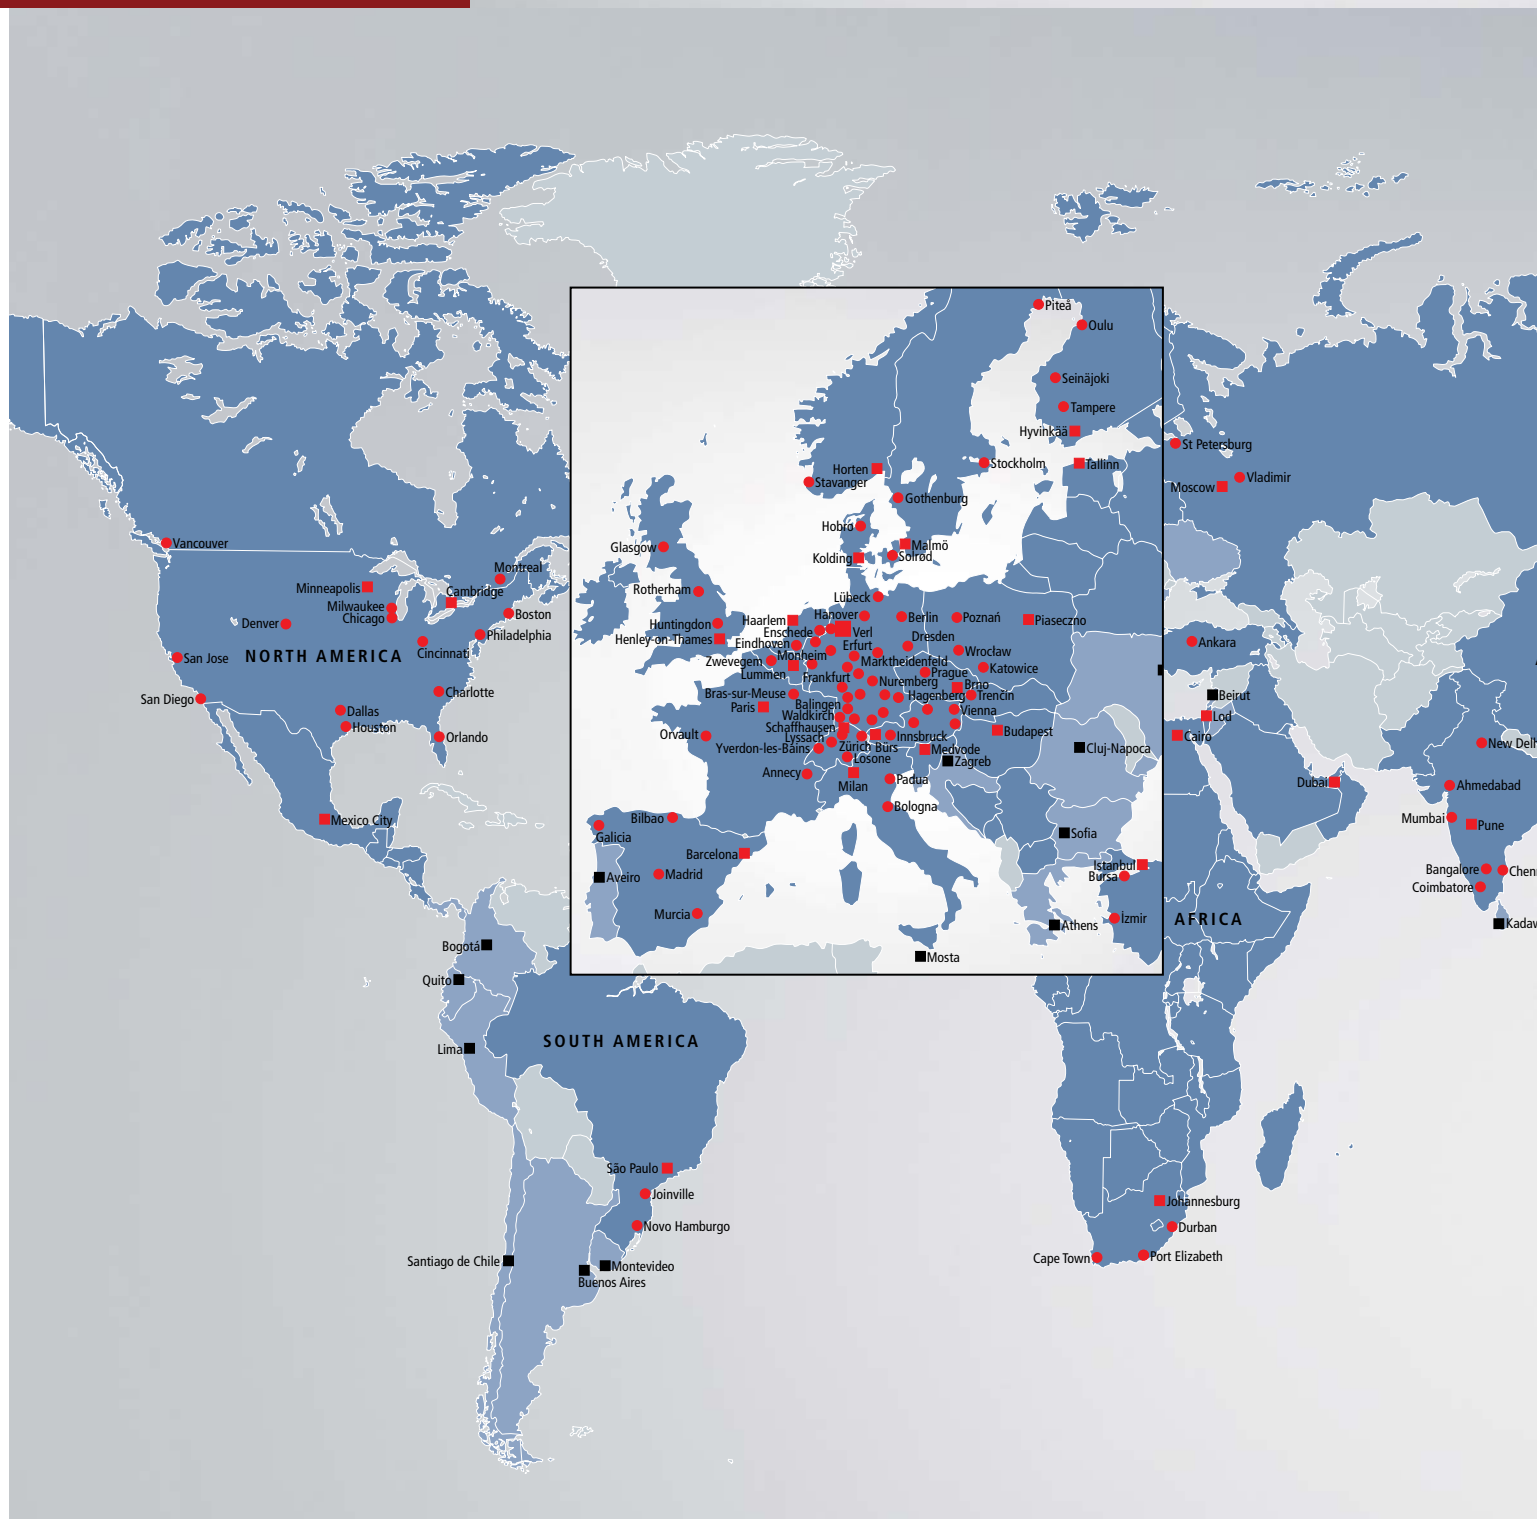 Vancouver
Montreal
Minneapolis
Cambridge
Milwaukee
Chicago
Boston
Denver
Philadelphia
Cincinnati
San Jose
NORTH AMERICA
San Diego
Charlotte
Dallas
Houston
Orlando
Mexico City
Bogotá
Quito
Lima
SOUTH AMERICA
São Paulo
Joinville
Novo Hamburgo
Santiago de Chile
Montevideo
Buenos Aires
Piteå
Oulu
Seinäjoki
Tampere
Hyvinkää
Horten
Stockholm
Tallinn
Stavanger
Gothenburg
Hobro
Glasgow
Malmö
Kolding
Solrød
Rotherham
Lübeck
Haarlem
Hanover
Berlin
Poznań
Piaseczno
Huntingdon
Enschede
Verl
Henley-on-Thames
Eindhoven
Erfurt
Dresden
Monheim
Wrocław
Zwevegem
Marktheidenfeld
Katowice
Lummen
Frankfurt
Prague
Nuremberg
Brno
Bras-sur-Meuse
Hagenberg
Trenčín
Paris
Balingen
Vienna
Waldkirch
Schaffhausen
Budapest
Orvault
Lyssach
Innsbruck
Yverdon-les-Bains
Zürich
Bürs
Medvode
Cluj-Napoca
Losone
Zagreb
Annecy
Padua
Milan
Bologna
Bilbao
Galicia
Sofia
Barcelona
Istanbul
Aveiro
Madrid
Bursa
Murcia
İzmir
Athens
Mosta
St Petersburg
Vladimir
Moscow
Ankara
Beirut
Lod
Cairo
Dubai
Ahmedabad
Mumbai
Pune
Bangalore
Coimbatore
AFRICA
Johannesburg
Durban
Cape Town
Port Elizabeth
New Delh
Chenn
Kadaw